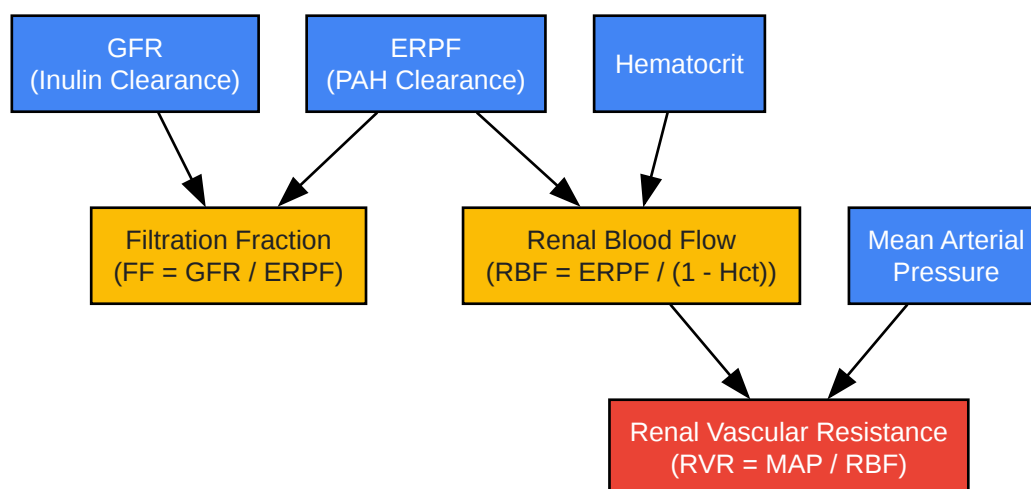 GFR
(Inulin Clearance)
ERPF
(PAH Clearance)
Hematocrit
Filtration Fraction
(FF = GFR / ERPF)
Renal Blood Flow
(RBF = ERPF / (1 - Hct))
Mean Arterial
Pressure
Renal Vascular Resistance
(RVR = MAP / RBF)